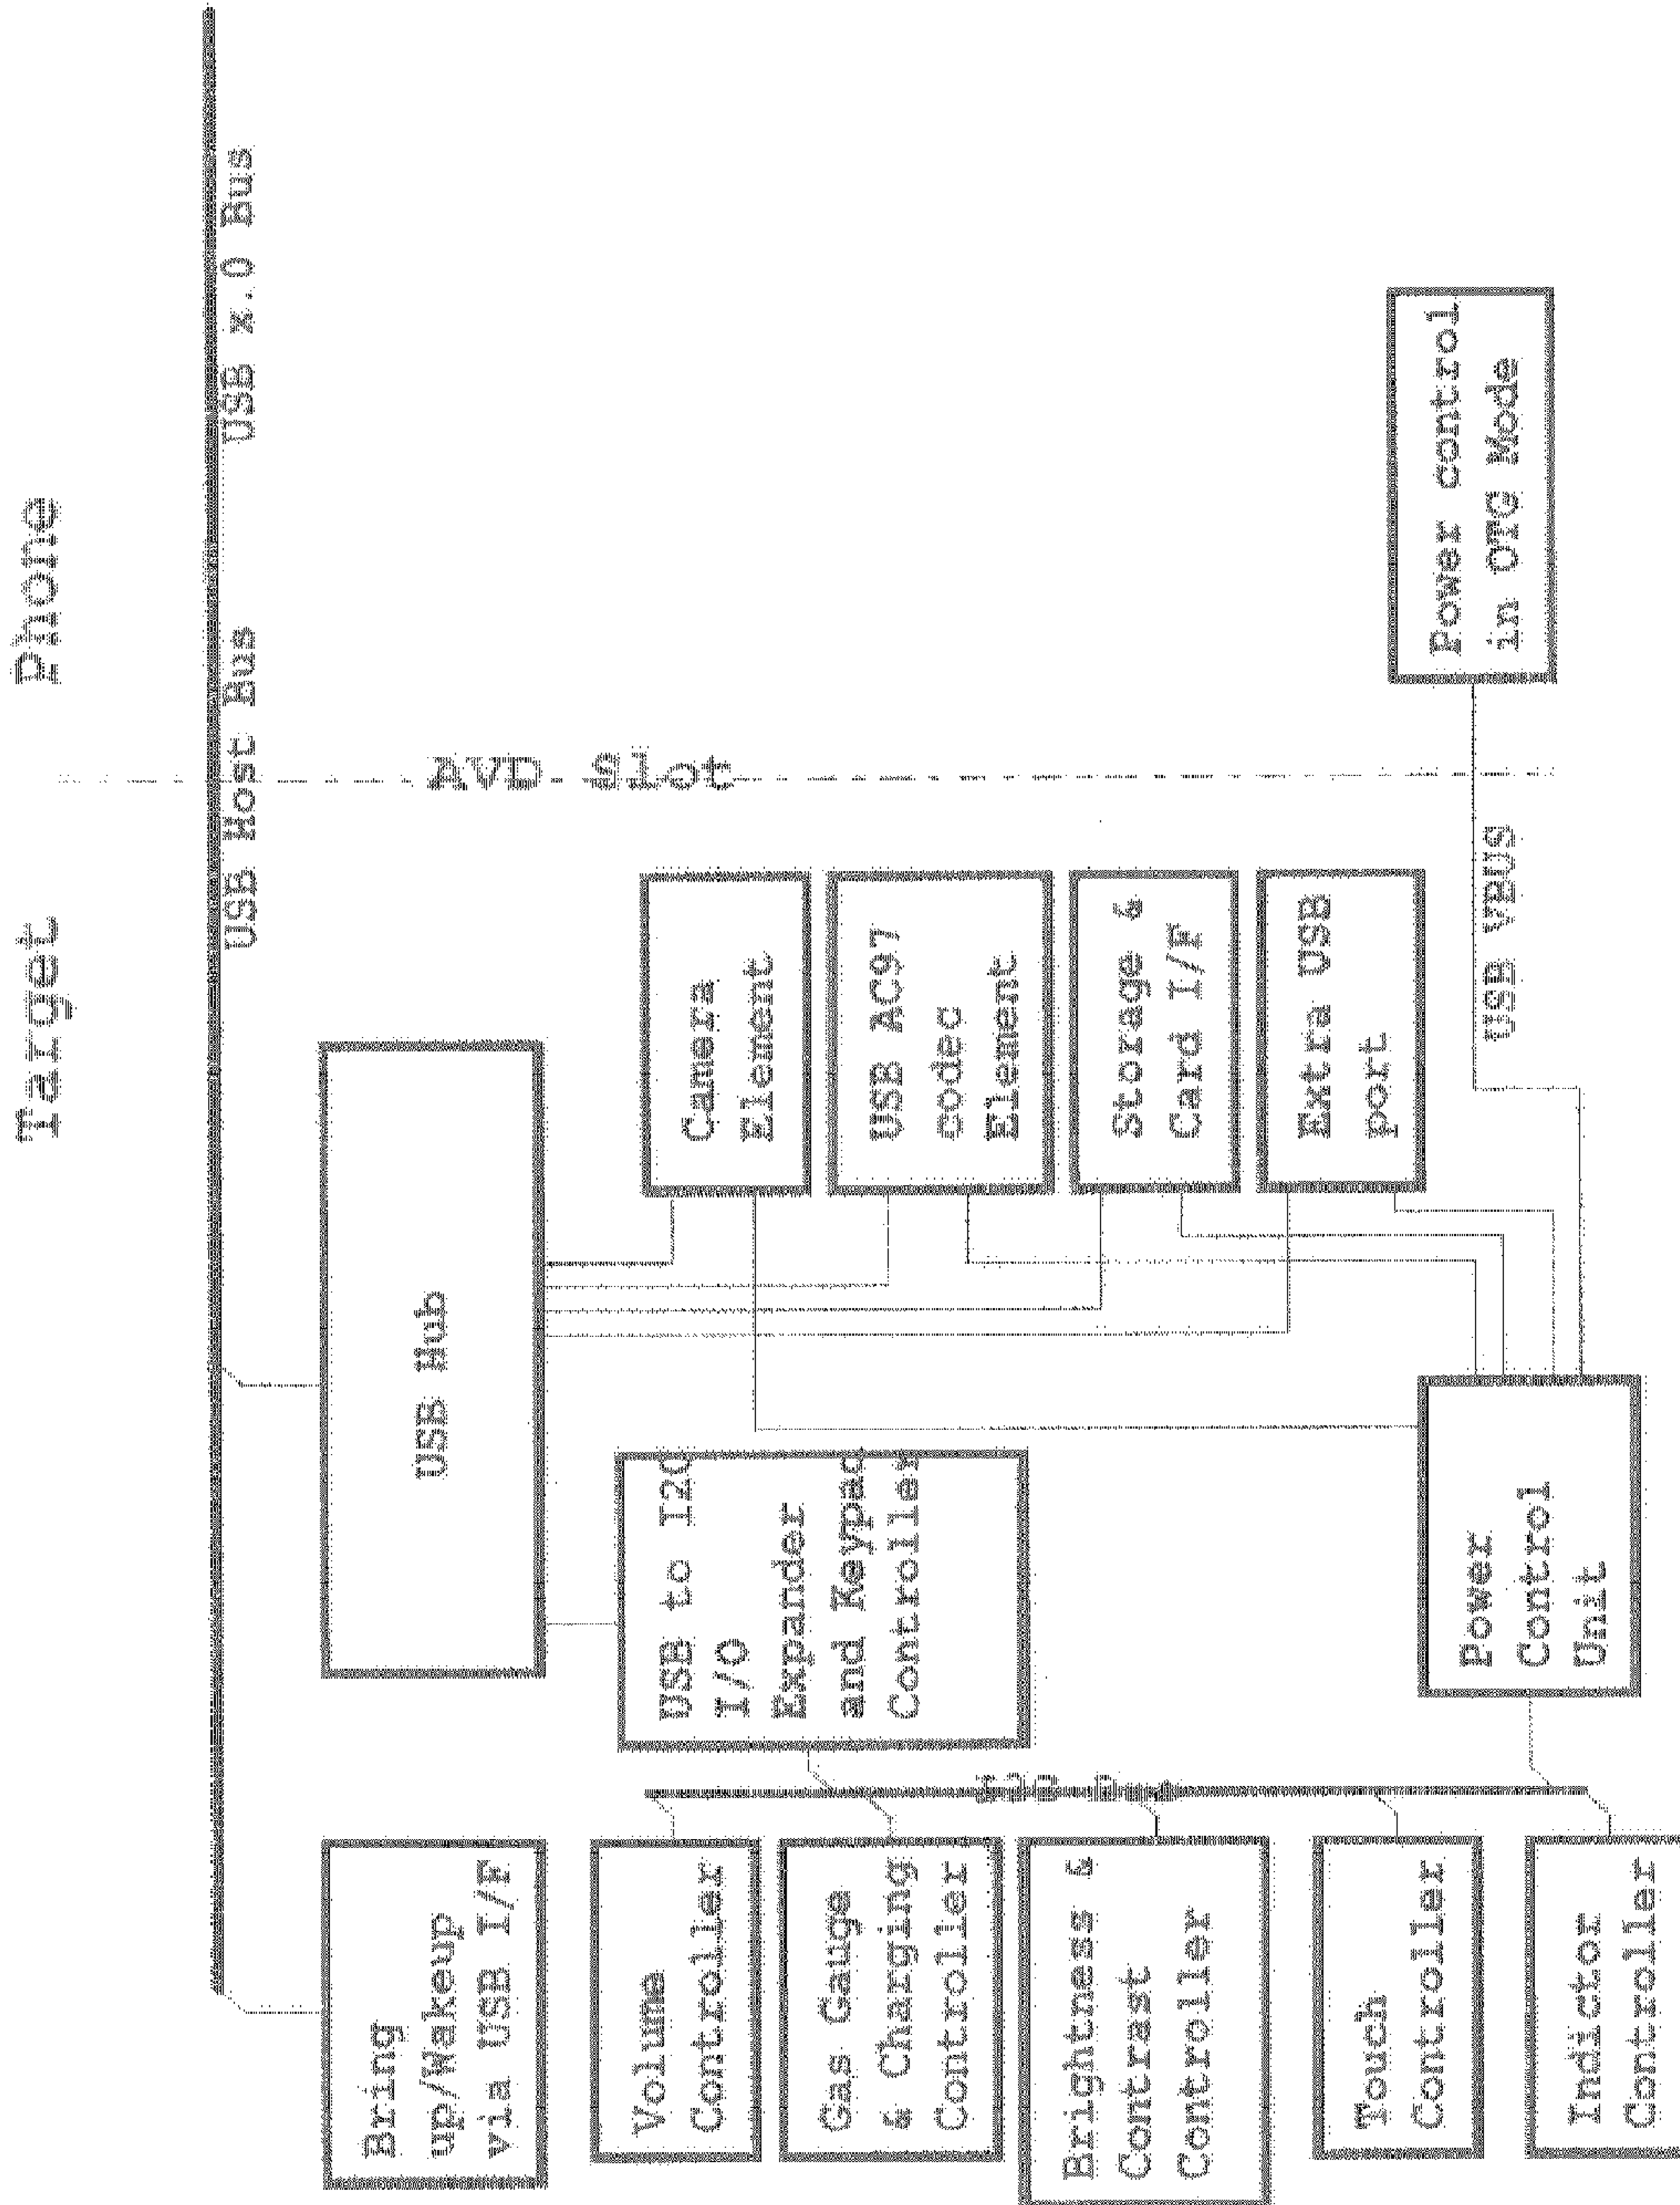 Target
Phone
USB Host Bus
USB x.0 Bus
AVD Slot
Bring
up/Wakeup
via USB I/F
USB Hub
Volume
Controller
Gas Gauge
& Charging
Controller
Brightness &
Contrast
Controller
Touch
Controller
Indictor
Controller
I2C Bus
USB to I2C
I/O
Expander
and Keypad
Controller
Camera
Element
USB AC97
codec
Element
Storage &
Card I/F
Extra USB
port
Power
Control
Unit
USB VBUS
Power control
in OTG Mode